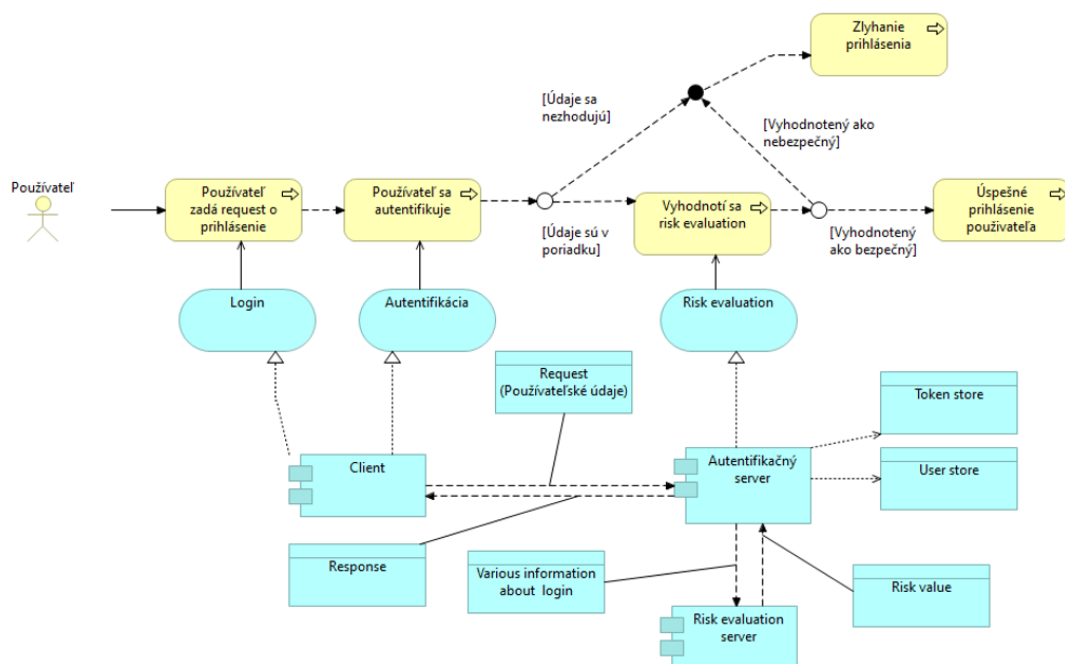 Zlyhanie
prihlásenia
[Údaje sa
nezhodujú]
[Vyhodnotený ako
nebezpečný]
Používateľ
Používateľ
zadá request o
prihlásenie
Používateľ sa
autentifikuje
Vyhodnotí sa
risk evaluation
Úspešné
prihlásenie
použivateľa
[Údaje sú v
poriadku]
[Vyhodnotený
ako bezpečný]
Login
Autentifikácia
Risk evaluation
Request
(Používateľské údaje)
Token store
Client
Autentifikačný
server
User store
Response
Various information
about login
Risk value
Risk evaluation
server